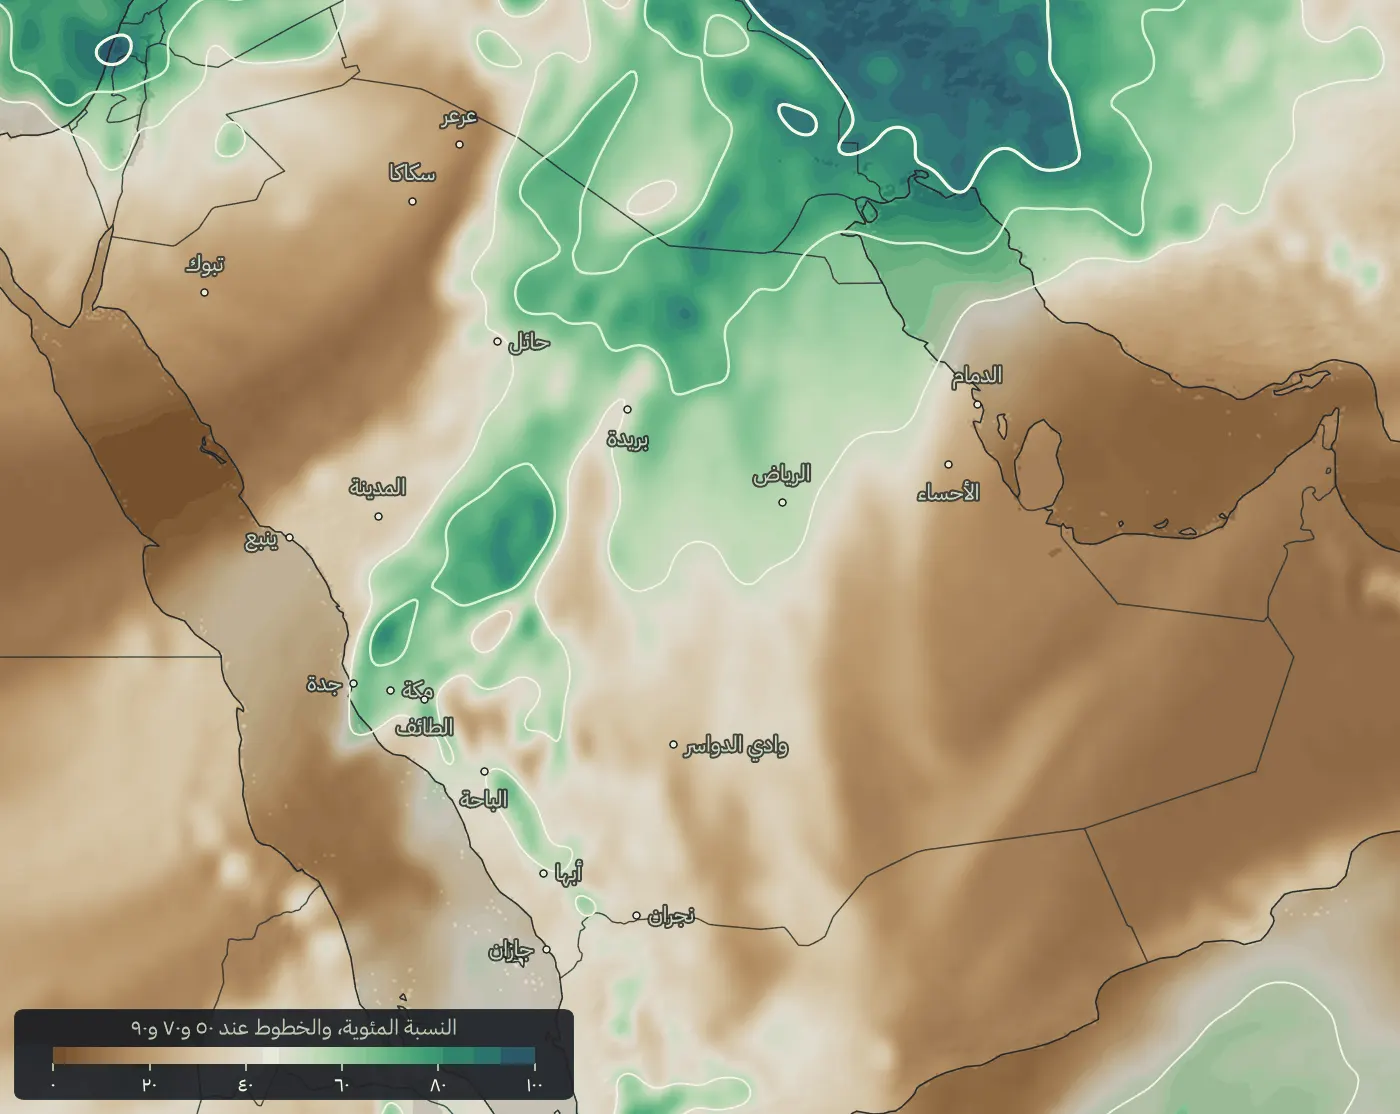 عرعر
سكاكا
تبوك
حائل
الدمام
بريدة
الرياض
الأحساء
المدينة
ينبع
جدة
مكة
الطائف
وادي الدواسر
الباحة
أبها
نجران
جازان
النسبة المئوية، والخطوط عند ٥٠ و٧٠ و٩٠
٠ ٢٠ ٤٠ ٦٠ ٨٠ ١٠٠